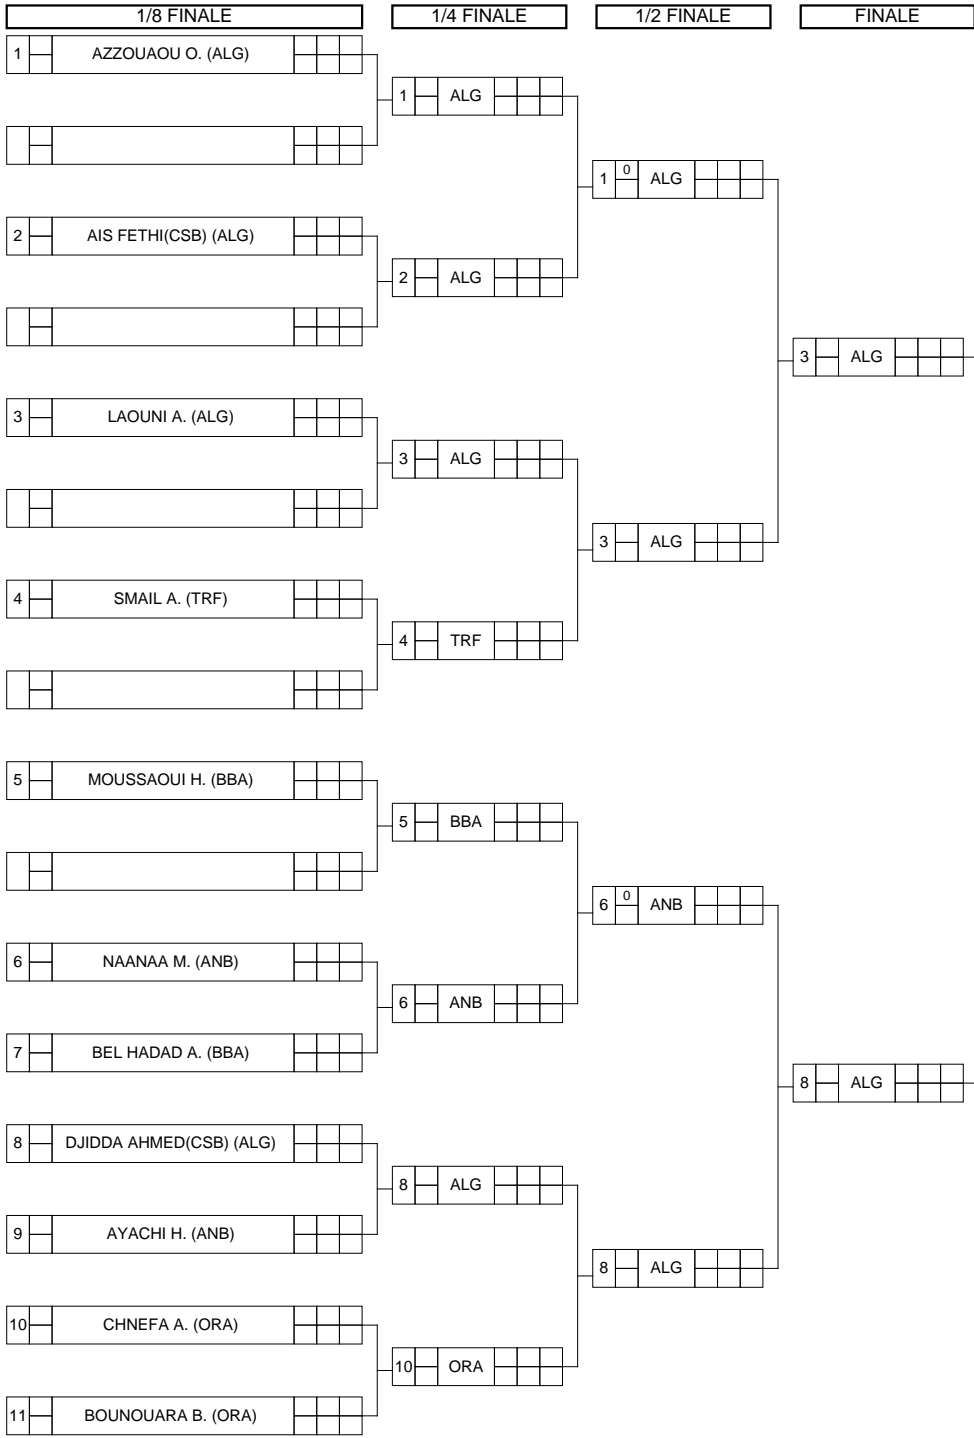 1/8 FINALE 1/4 FINALE 1/2 FINALE FINALE
1 AZZOUAOU O. (ALG)
1 ALG
1 0 ALG
2 AIS FETHI(CSB) (ALG)
2 ALG
3 ALG
3 LAOUNI A. (ALG)
3 ALG
3 ALG
4 SMAIL A. (TRF)
4 TRF
5 MOUSSAOUI H. (BBA)
5 BBA
6 0 ANB
6 NAANAA M. (ANB)
6 ANB
7 BEL HADAD A. (BBA)
8 ALG
8 DJIDDA AHMED(CSB) (ALG)
8 ALG
9 AYACHI H. (ANB)
8 ALG
10 CHNEFA A. (ORA)
10 ORA
11 BOUNOUARA B. (ORA)